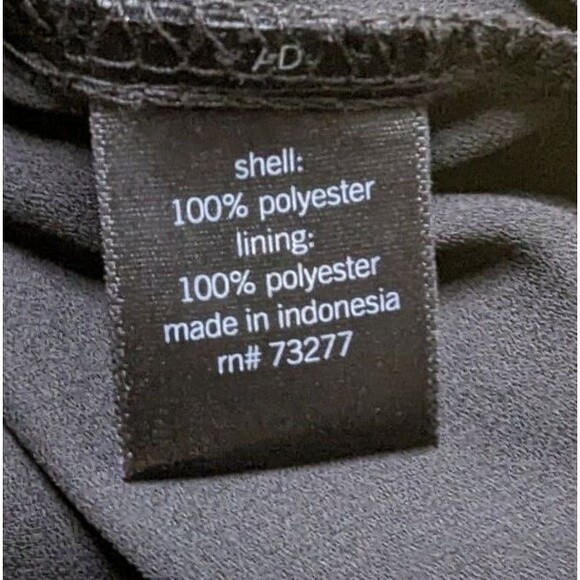 shell:
100% polyester
lining:
100% polyester
made in indonesia
rn# 73277